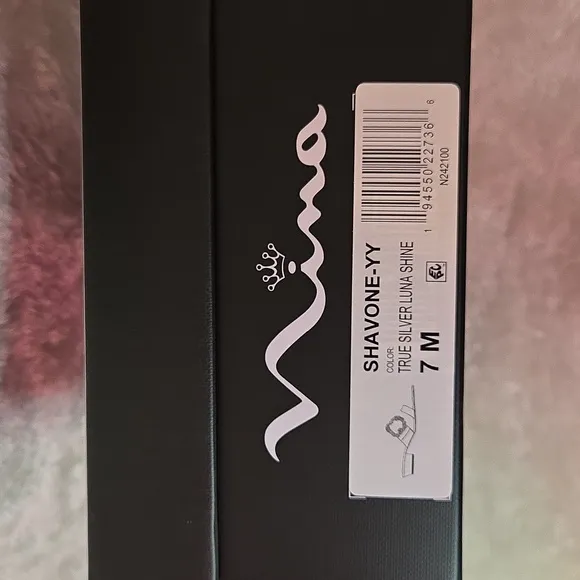 Nina
SHAVONE-YY
COLOR:
TRUE SILVER LUNA SHINE
7 M
1 94550 22736 6
N242100